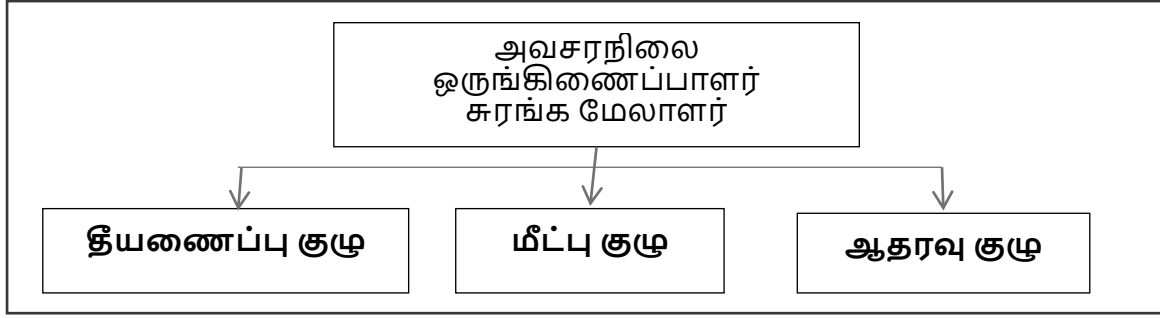 அவசரநிலை
ஒருங்கிணைப்பாளர்
சுரங்க மேலாளர்
தீயணைப்பு குழு
மீட்பு குழு
ஆதரவு குழு